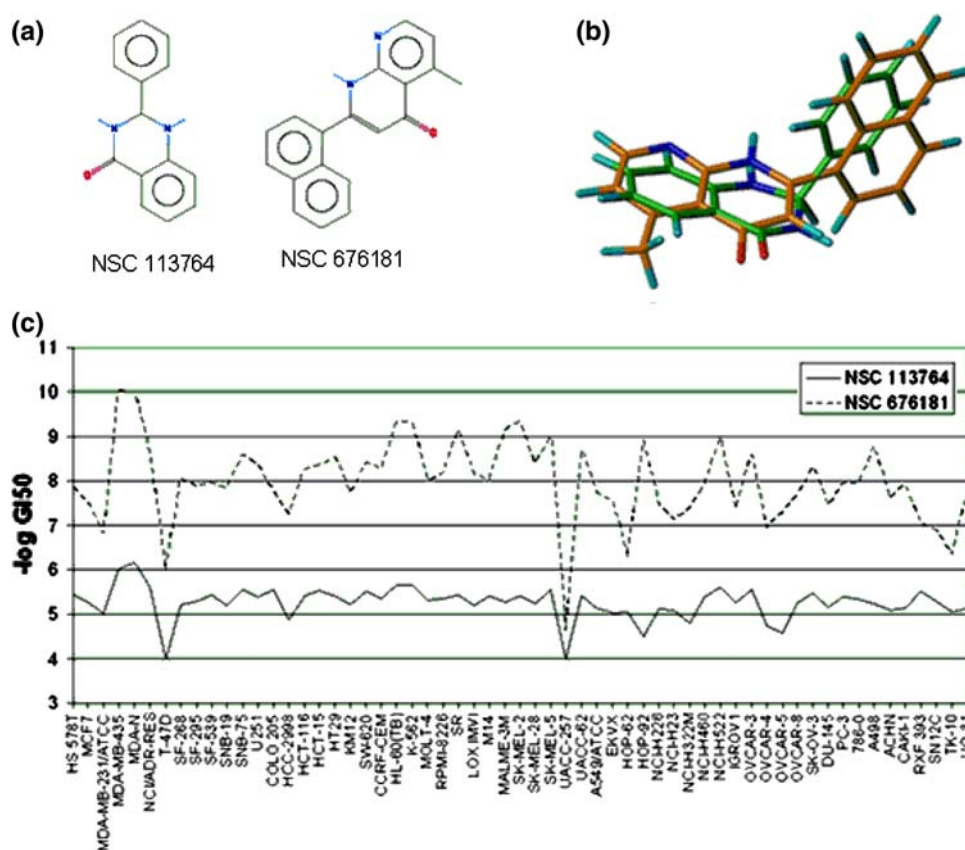 (a)
(b)
N
N
O
N
N
O
NSC 113764
NSC 676181
(c)
11
10
9
8
7
6
5
4
3
-log GI50
NSC 113764
NSC 676181
HS 578T
MCF7
MDA-MB-231/ATCC
MDA-MB-435
MDA-N
NCI/ADR-RES
T-47D
SF-268
SF-295
SF-539
SNB-19
SNB-75
U251
COLO 205
HCC-2998
HCT-116
HCT-15
HT29
KM12
SW-620
CCRF-CEM
HL-60(TB)
K-562
MOLT-4
RPMI-8226
SR
LOX IMVI
M14
MALME-3M
SK-MEL-2
SK-MEL-28
SK-MEL-5
UACC-257
UACC-62
A549/ATCC
EKVX
HOP-62
HOP-92
NCI-H226
NCI-H23
NCI-H322M
NCI-H460
NCI-H522
IGROV1
OVCAR-3
OVCAR-4
OVCAR-5
OVCAR-8
SK-OV-3
DU-145
PC-3
786-0
A498
ACHN
CAKI-1
RXF 393
SN12C
TK-10